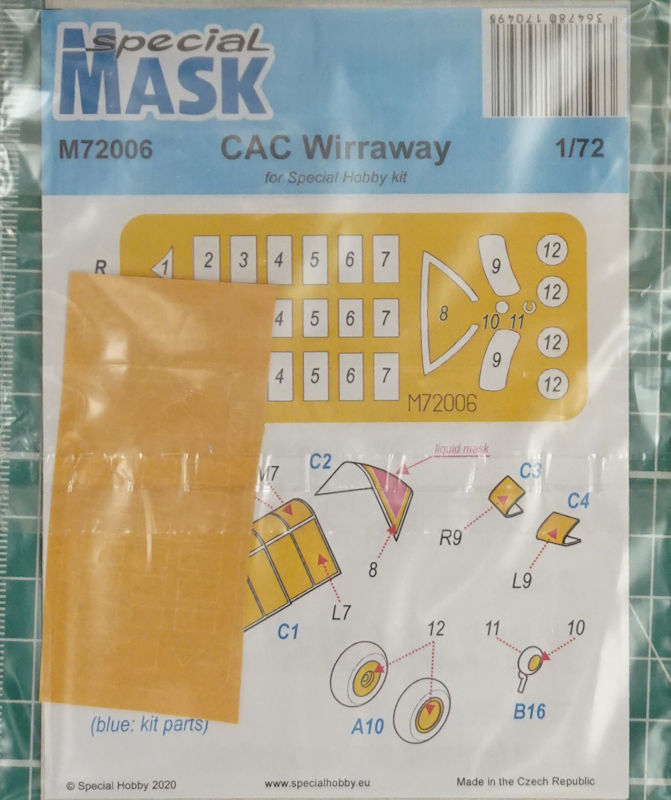 special
MASK
364780 170495
M72006 CAC Wirraway 1/72
for Special Hobby kit
R 1 2 3 4 5 6 7 9 12
12
4 5 6 7 8 10 11
12
4 5 6 7 9 12
M72006
liquid mask
M7 C2 C3
C4
R9
8 L9
L7
C1 12 11 10
A10 B16
(blue: kit parts)
© Special Hobby 2020 www.specialhobby.eu Made in the Czech Republic